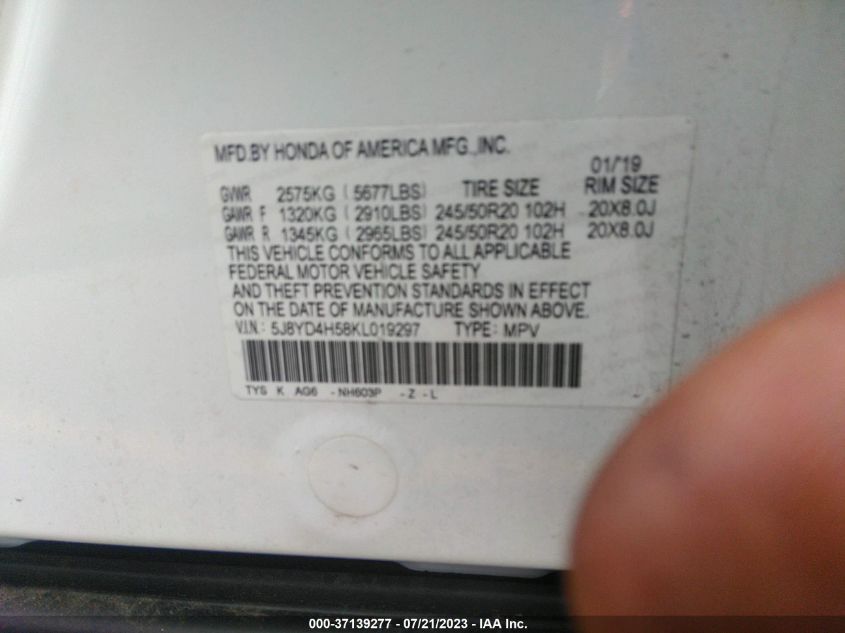 MFD.BY HONDA OF AMERICA MFG.,INC.
01/'19
GVWR 2575KG ( 5677LBS) TIRE SIZE RIM SIZE
GAWR F 1320KG ( 2910LBS) 245/50R20 102H 20X8.0J
GAWR R 1345KG ( 2965LBS) 245/50R20 102H 20X8.0J
THIS VEHICLE CONFORMS TO ALL APPLICABLE
FEDERAL MOTOR VEHICLE SAFETY
AND THEFT PREVENTION STANDARDS IN EFFECT
ON THE DATE OF MANUFACTURE SHOWN ABOVE.
V.I.N.: 5J8YD4H58KL019297 TYPE: MPV
TYS K AG6 -NH603P -Z -L
000-37139277 - 07/21/2023 - IAA Inc.